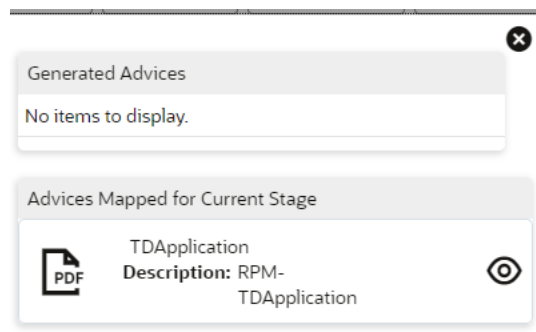 Generated Advices
No items to display.
Advices Mapped for Current Stage
TDApplication
PDF
Description: RPM-
TDApplication